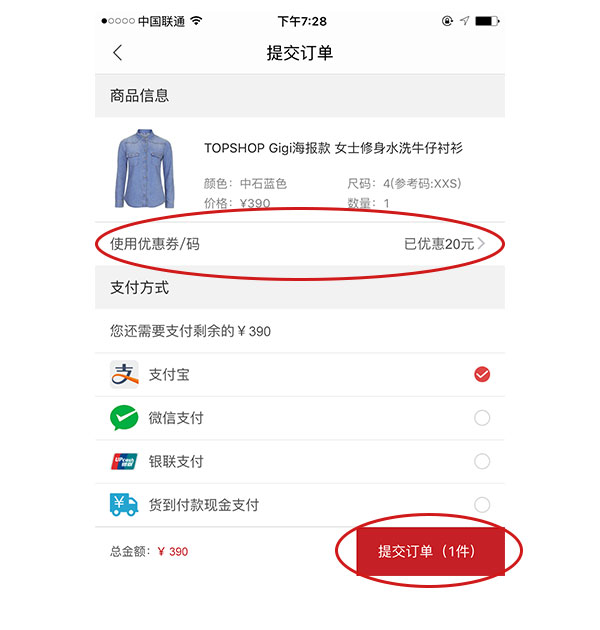 中国联通 下午7:28
提交订单
商品信息
TOPSHOP Gigi海报款 女士修身水洗牛仔衬衫
颜色：中石蓝色 尺码：4(参考码:XXS)
价格：¥390 数量：1
使用优惠券/码 已优惠20元
支付方式
您还需要支付剩余的¥390
支 支付宝
微信支付
UPCash 银联支付
¥ 货到付款现金支付
总金额：¥ 390 提交订单（1件）